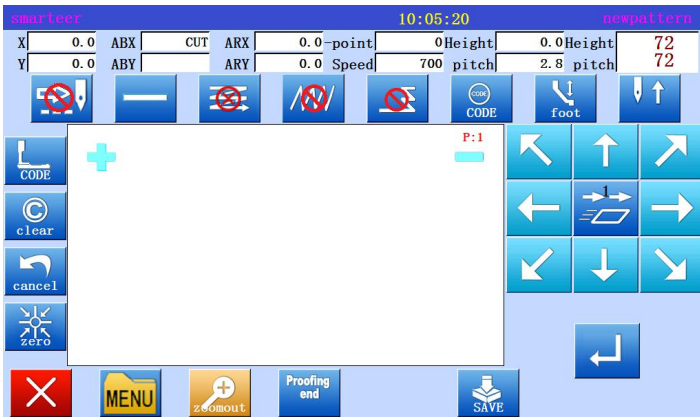 smarteer 10:05:20 newpattern
X 0.0 ABX CUT ARX 0.0 -point 0 Height 0.0 Height 72
Y 0.0 ABY ARY 0.0 Speed 700 pitch 2.8 pitch 72
CODE
CODE
foot
P:1
CODE
1
clear
cancel
zero
MENU
zoomout
Proofing
end
SAVE